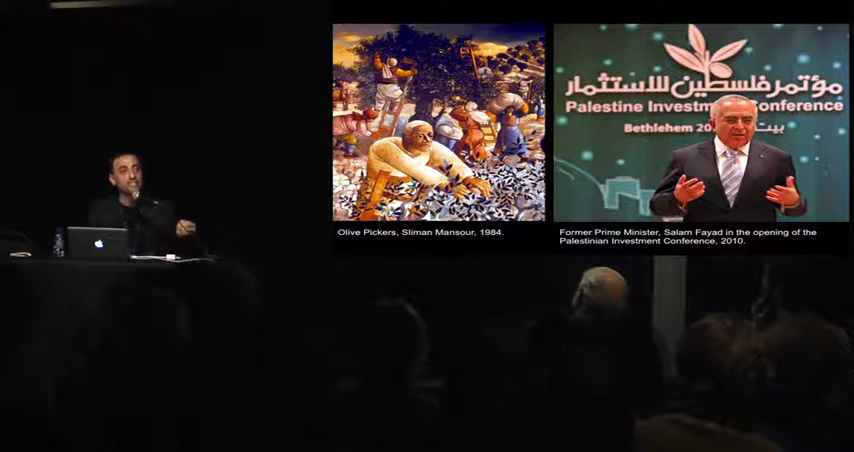 مؤتمر فلسطين للاستثمار
Palestine Investment Conference
Bethlehem
Olive Pickers, Sliman Mansour, 1984.
Former Prime Minister, Salam Fayad in the opening of the
Palestinian Investment Conference, 2010.